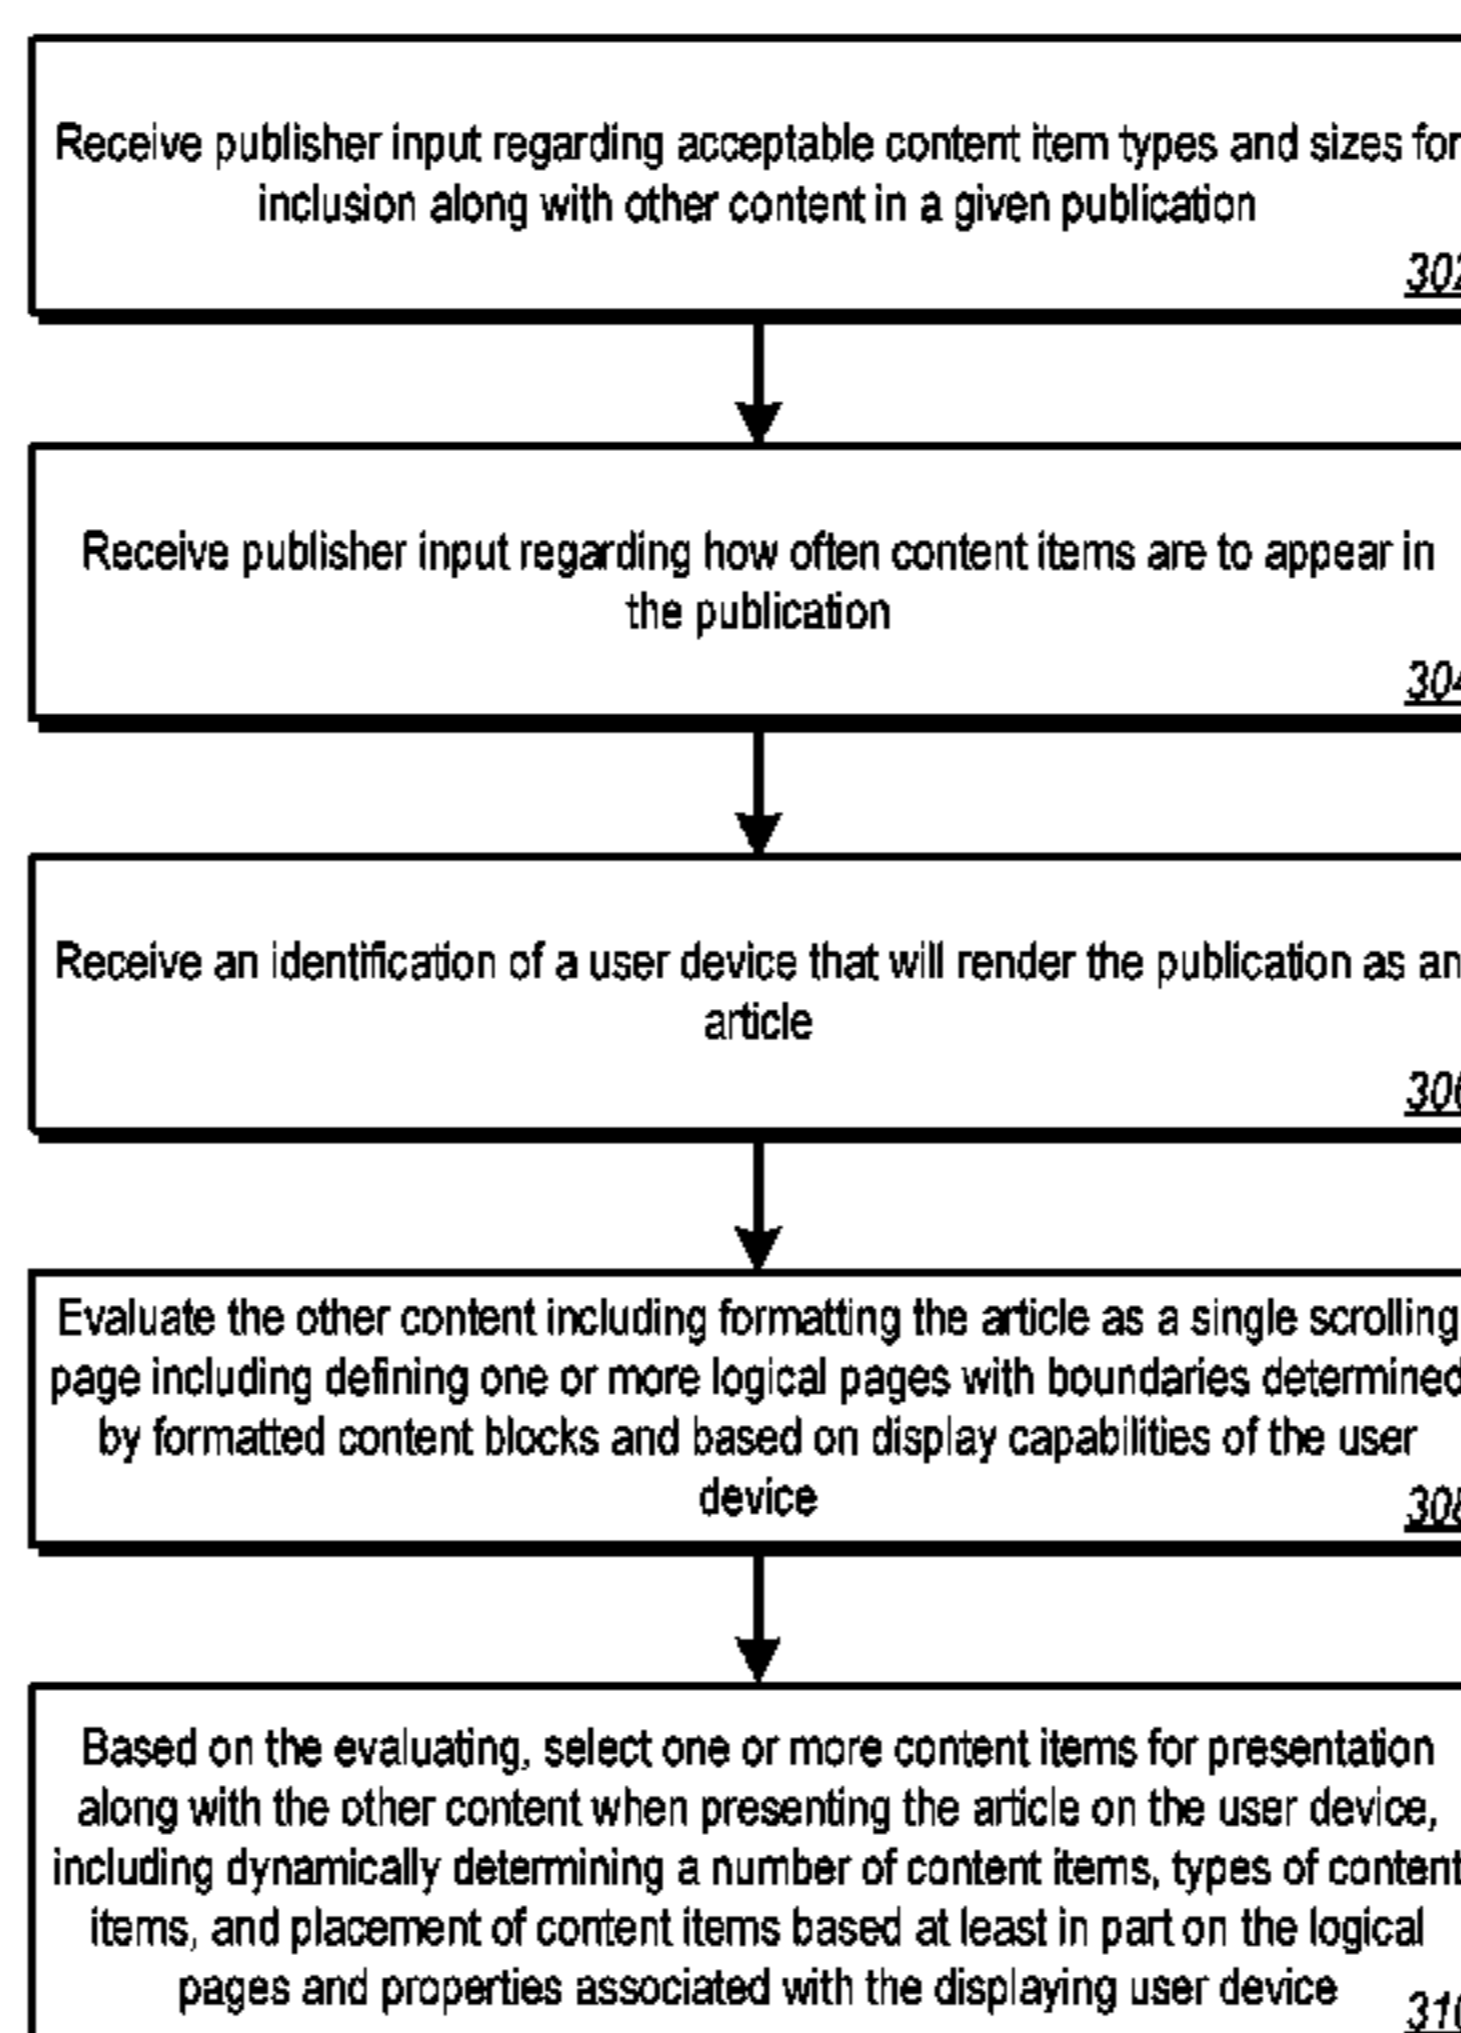 Receive publisher input regarding acceptable content item types and sizes for
inclusion along with other content in a given publication
302
Receive publisher input regarding how often content items are to appear in
the publication
304
Receive an identification of a user device that will render the publication as an
article
306
Evaluate the other content including formatting the article as a single scrolling
page including defining one or more logical pages with boundaries determined
by formatted content blocks and based on display capabilities of the user
device
308
Based on the evaluating, select one or more content items for presentation
along with the other content when presenting the article on the user device,
including dynamically determining a number of content items, types of content
items, and placement of content items based at least in part on the logical
pages and properties associated with the displaying user device
310